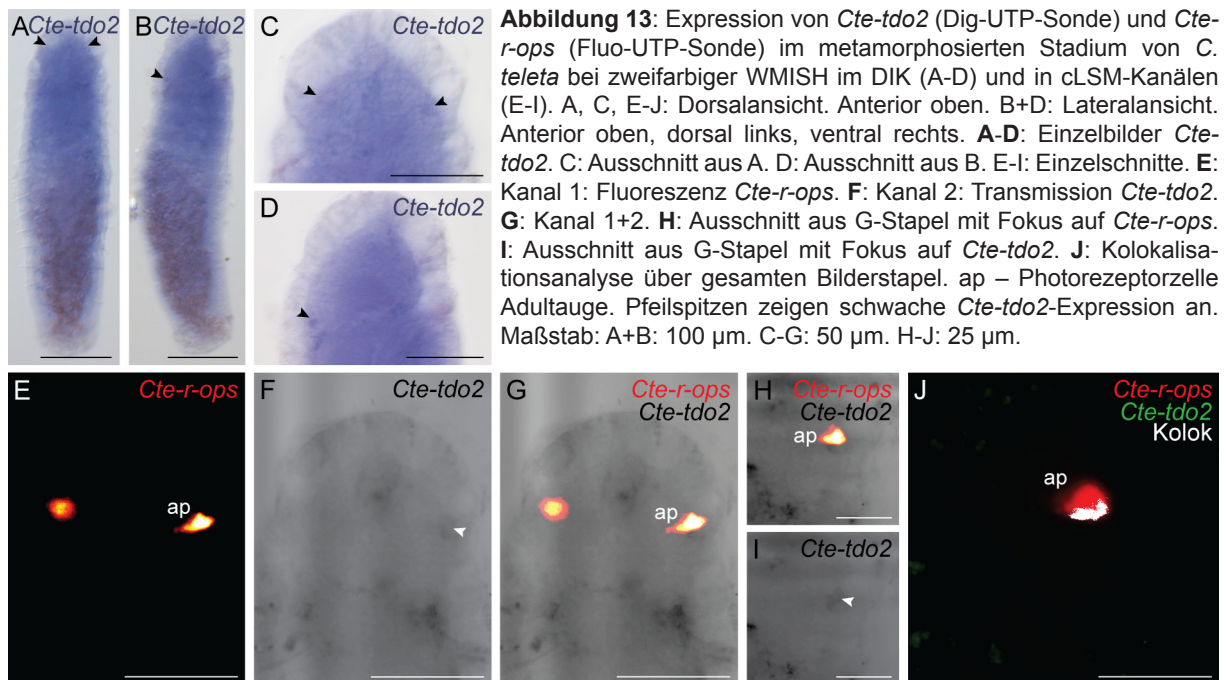 A Cte-tdo2
B Cte-tdo2
C Cte-tdo2
D Cte-tdo2
Abbildung 13: Expression von Cte-tdo2 (Dig-UTP-Sonde) und Cte-
r-ops (Fluo-UTP-Sonde) im metamorphosierten Stadium von C.
teleta bei zweifarbiger WMISH im DIK (A-D) und in cLSM-Kanälen
(E-I). A, C, E-J: Dorsalansicht. Anterior oben. B+D: Lateralansicht.
Anterior oben, dorsal links, ventral rechts. A-D: Einzelbilder Cte-
tdo2. C: Ausschnitt aus A. D: Ausschnitt aus B. E-I: Einzelschnitte. E:
Kanal 1: Fluoreszenz Cte-r-ops. F: Kanal 2: Transmission Cte-tdo2.
G: Kanal 1+2. H: Ausschnitt aus G-Stapel mit Fokus auf Cte-r-ops.
I: Ausschnitt aus G-Stapel mit Fokus auf Cte-tdo2. J: Kolokalisa-
tionsanalyse über gesamten Bilderstapel. ap – Photorezeptorzelle
Adultauge. Pfeilspitzen zeigen schwache Cte-tdo2-Expression an.
Maßstab: A+B: 100 µm. C-G: 50 µm. H-J: 25 µm.
E Cte-r-ops
ap
F Cte-tdo2
G Cte-r-ops
Cte-tdo2
ap
H Cte-r-ops
Cte-tdo2
ap
I Cte-tdo2
J Cte-r-ops
Cte-tdo2
Kolok
ap